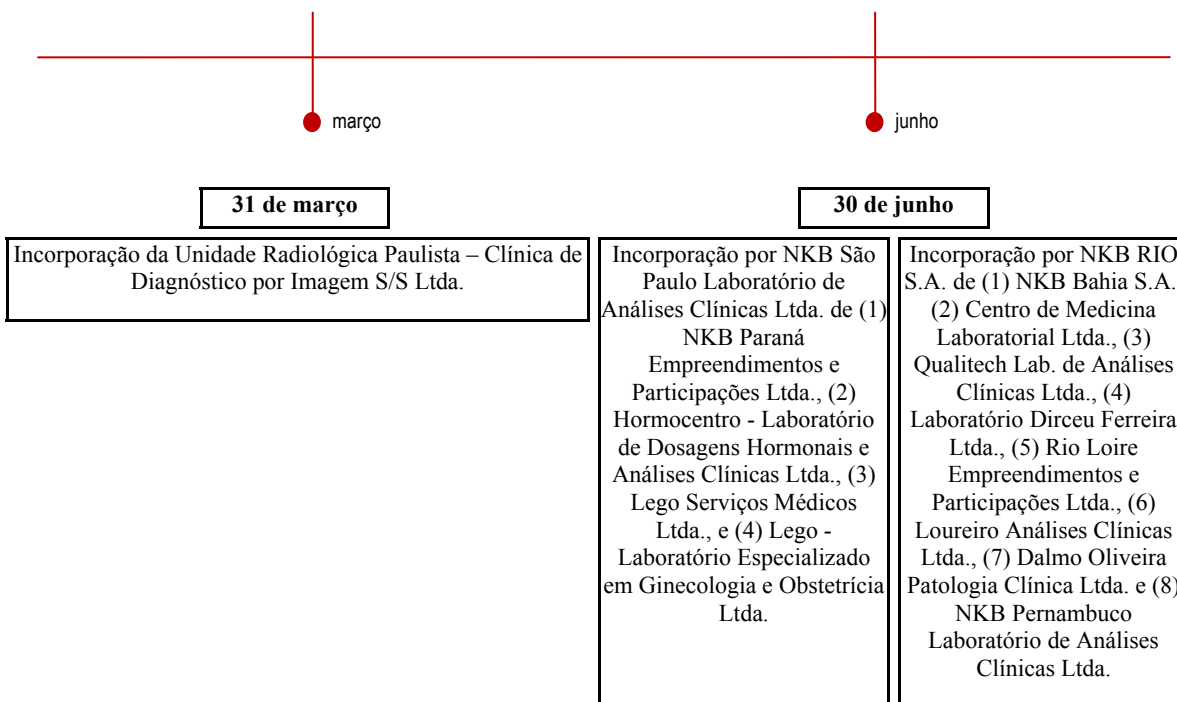 março
junho
31 de março
30 de junho
Incorporação da Unidade Radiológica Paulista – Clínica de
Diagnóstico por Imagem S/S Ltda.
Incorporação por NKB São
Paulo Laboratório de
Análises Clínicas Ltda. de (1)
NKB Paraná
Empreendimentos e
Participações Ltda., (2)
Hormocentro - Laboratório
de Dosagens Hormonais e
Análises Clínicas Ltda., (3)
Lego Serviços Médicos
Ltda., e (4) Lego -
Laboratório Especializado
em Ginecologia e Obstetrícia
Ltda.
Incorporação por NKB RIO
S.A. de (1) NKB Bahia S.A.
(2) Centro de Medicina
Laboratorial Ltda., (3)
Qualitech Lab. de Análises
Clínicas Ltda., (4)
Laboratório Dirceu Ferreira
Ltda., (5) Rio Loire
Empreendimentos e
Participações Ltda., (6)
Loureiro Análises Clínicas
Ltda., (7) Dalmo Oliveira
Patologia Clínica Ltda. e (8)
NKB Pernambuco
Laboratório de Análises
Clínicas Ltda.